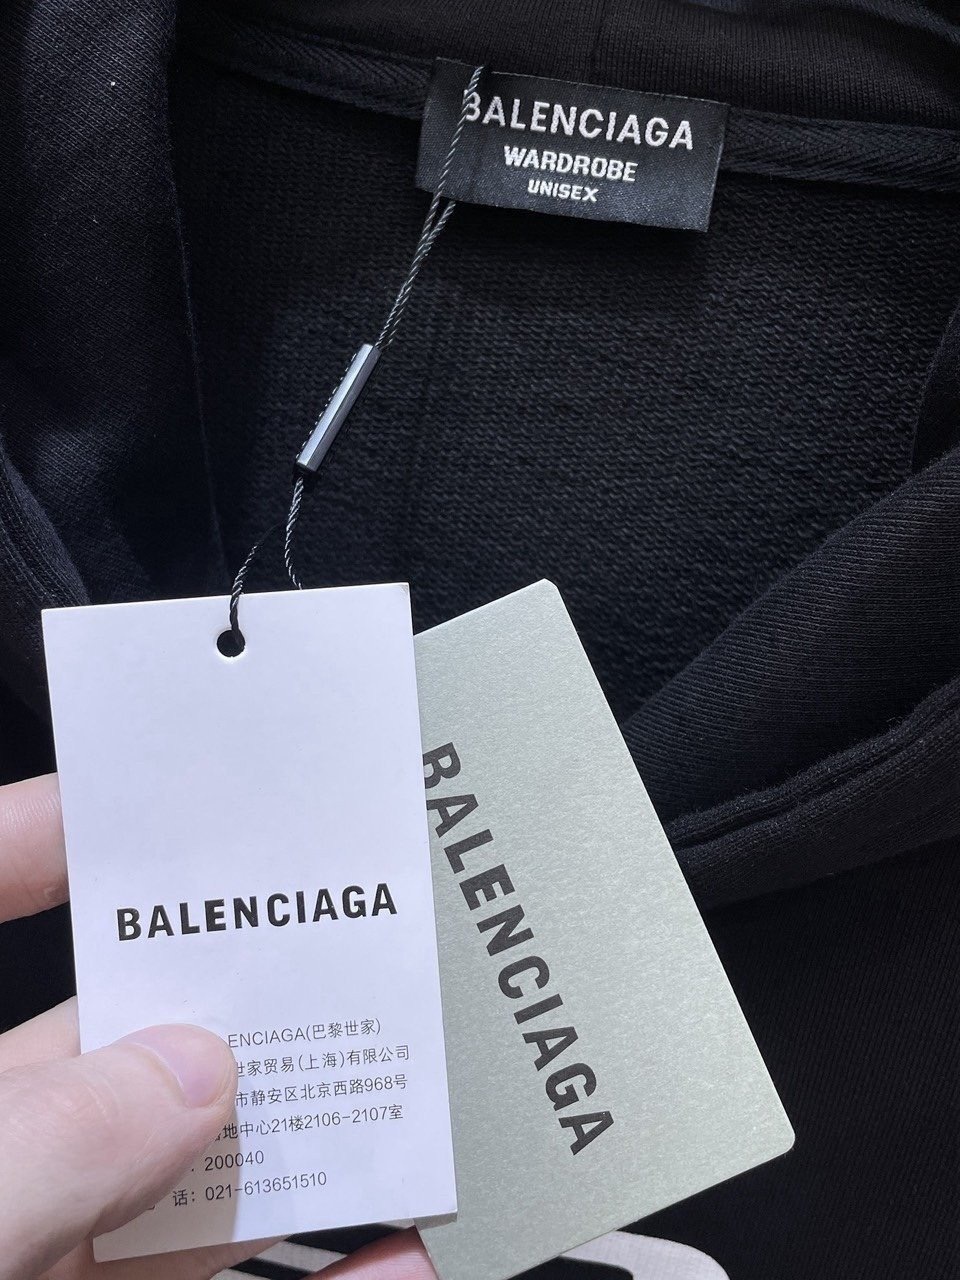 BALENCIAGA
WARDROBE
UNISEX
BALENCIAGA
ENCIAGA(巴黎世家)
世家贸易(上海)有限公司
市静安区北京西路968号
地中心21楼2106-2107室
: 200040
话: 021-613651510
BALENCIAGA